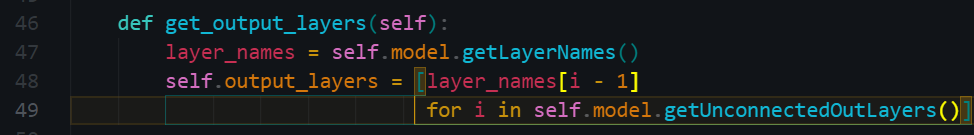 46 def get_output_layers(self):
47 layer_names = self.model.getLayerNames()
48 self.output_layers = [layer_names[i - 1]
49 for i in self.model.getUnconnectedOutLayers()]